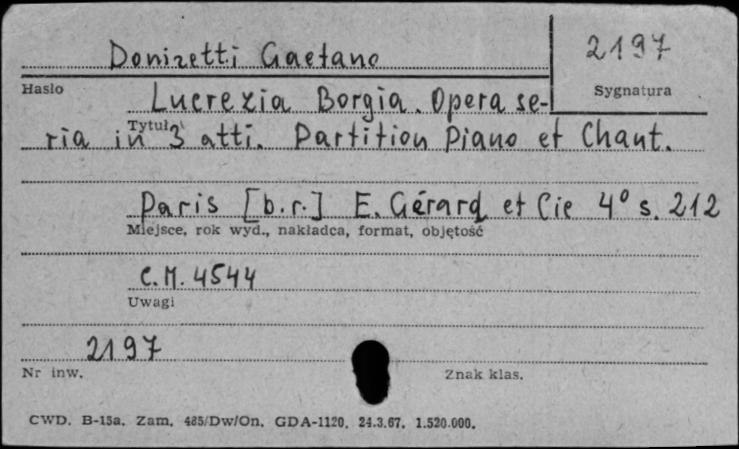 Donizetti Gaetano
2197
Hasło
Sygnatura
Lucrezia Borgia. Opera se-
Tytuł
ria in 3 atti. Partition Piano et Chant.
Paris [b.r.] E. Gérard et Cie 4° s. 212
Miejsce, rok wyd., nakładca, format, objętość
C.M. 4544
Uwagi
2197
Nr inw.
Znak klas.
CWD. B-15a. Zam. 485/Dw/On. GDA-1120. 24.3.67. 1.520.000.